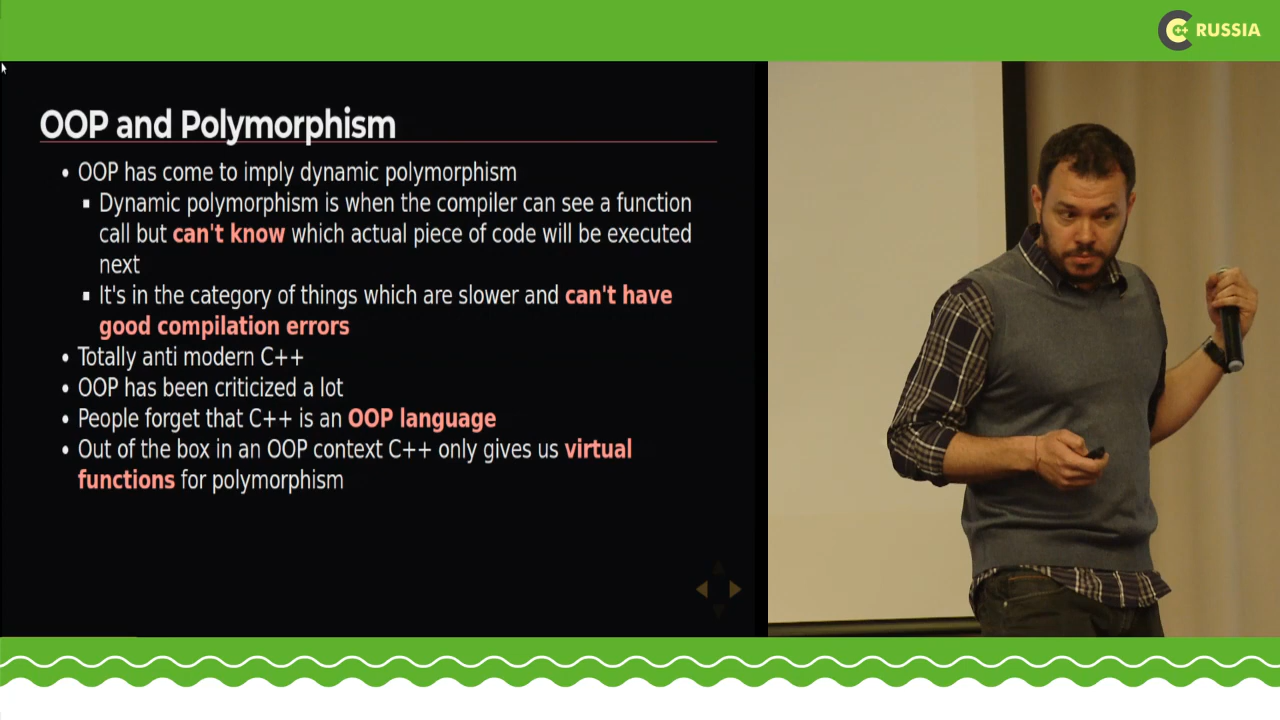 C++ RUSSIA
OOP and Polymorphism
• OOP has come to imply dynamic polymorphism
▪ Dynamic polymorphism is when the compiler can see a function
call but can't know which actual piece of code will be executed
next
▪ It's in the category of things which are slower and can't have
good compilation errors
• Totally anti modern C++
• OOP has been criticized a lot
• People forget that C++ is an OOP language
• Out of the box in an OOP context C++ only gives us virtual
functions for polymorphism